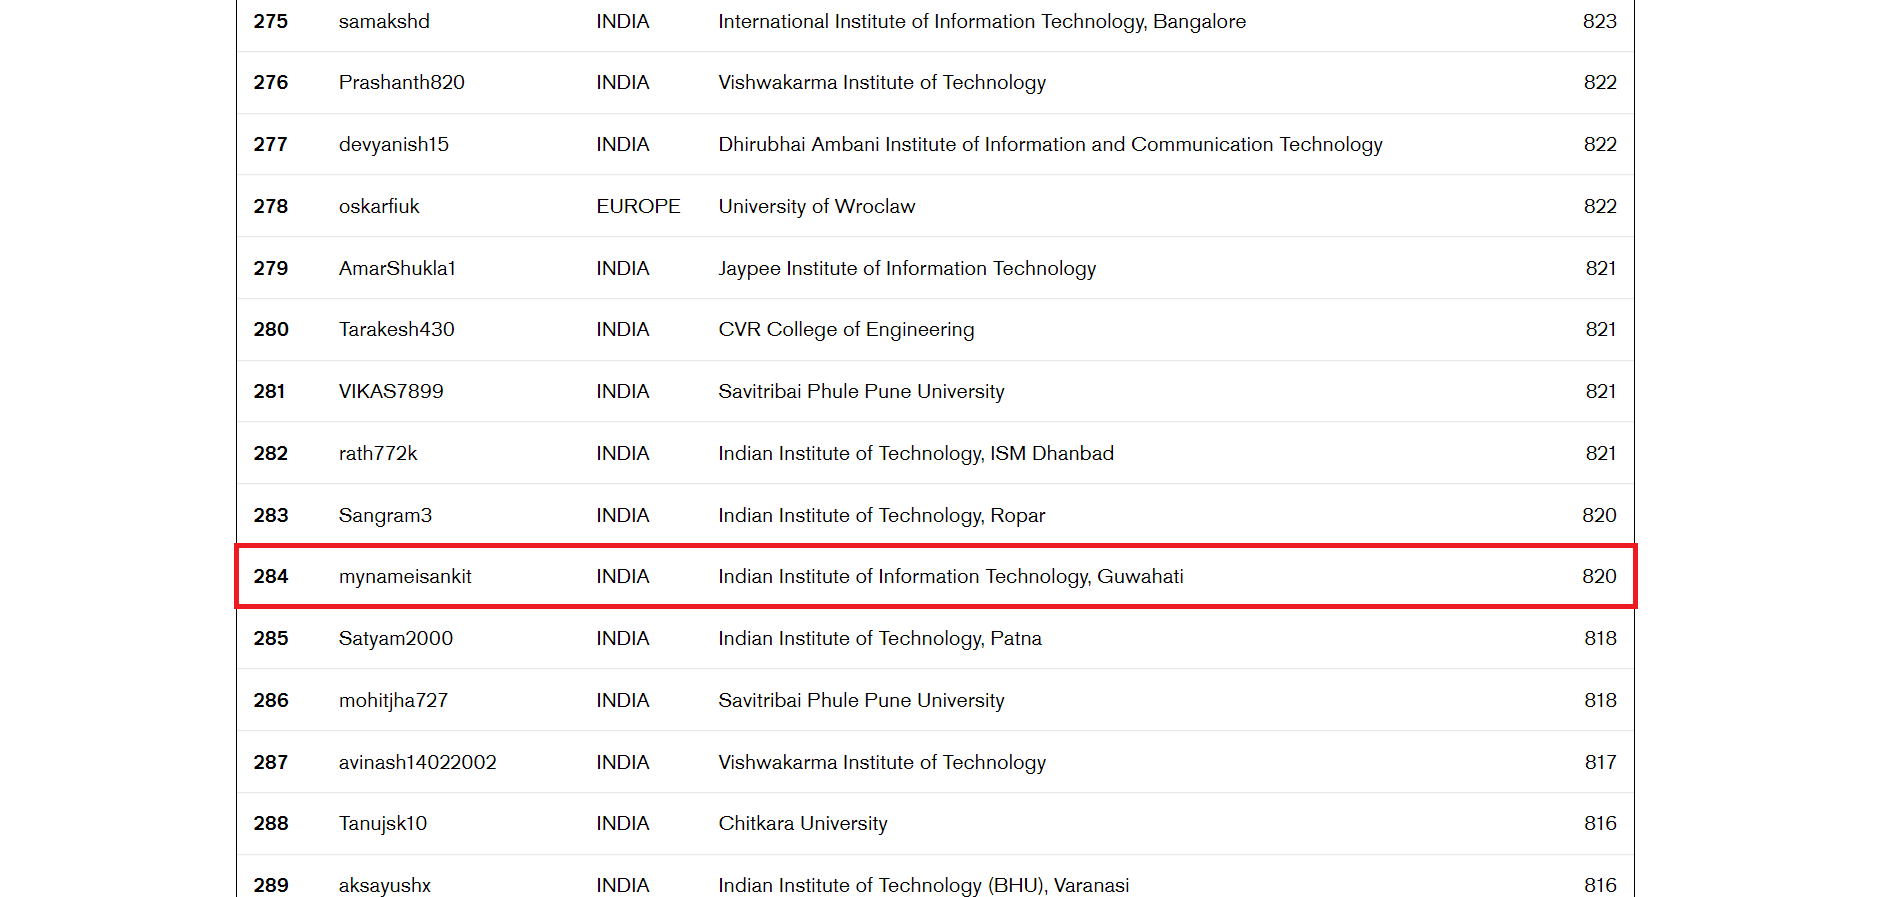 275 samakshd INDIA International Institute of Information Technology, Bangalore 823
276 Prashanth820 INDIA Vishwakarma Institute of Technology 822
277 devyanish15 INDIA Dhirubhai Ambani Institute of Information and Communication Technology 822
278 oskarfiuk EUROPE University of Wroclaw 822
279 AmarShukla1 INDIA Jaypee Institute of Information Technology 821
280 Tarakesh430 INDIA CVR College of Engineering 821
281 VIKAS7899 INDIA Savitribai Phule Pune University 821
282 rath772k INDIA Indian Institute of Technology, ISM Dhanbad 821
283 Sangram3 INDIA Indian Institute of Technology, Ropar 820
284 mynameisankit INDIA Indian Institute of Information Technology, Guwahati 820
285 Satyam2000 INDIA Indian Institute of Technology, Patna 818
286 mohitjha727 INDIA Savitribai Phule Pune University 818
287 avinash14022002 INDIA Vishwakarma Institute of Technology 817
288 Tanujsk10 INDIA Chitkara University 816
289 aksayushx INDIA Indian Institute of Technology (BHU), Varanasi 816